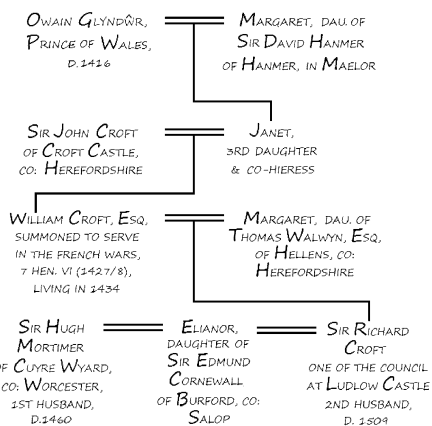 Owain Glyndŵr,
Prince of Wales,
d.1416
Margaret, dau. of
Sir David Hanmer
of Hanmer, in Maelor
Sir John Croft
of Croft Castle,
co: Herefordshire
Janet,
3rd daughter
& co-hieress
William Croft, Esq,
summoned to serve
in the French wars,
7 Hen. VI (1427/8),
living in 1434
Margaret, dau. of
Thomas Walwyn, Esq,
of Hellens, co:
Herefordshire
Sir Hugh
Mortimer
of Cuyre Wyard,
co: Worcester,
1st husband,
d.1460
Elianor,
daughter of
Sir Edmund
Cornewall
of Burford, co:
Salop
Sir Richard
Croft
one of the council
at Ludlow Castle
2nd husband,
d. 1509